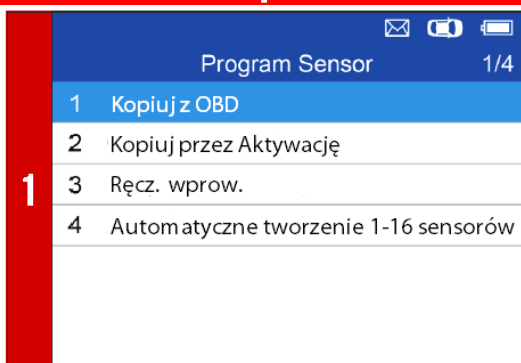 Program Sensor 1/4
1 Kopiuj z OBD
2 Kopiuj przez Aktywację
1 3 Ręcz. wprow.
4 Automatyczne tworzenie 1-16 sensorów